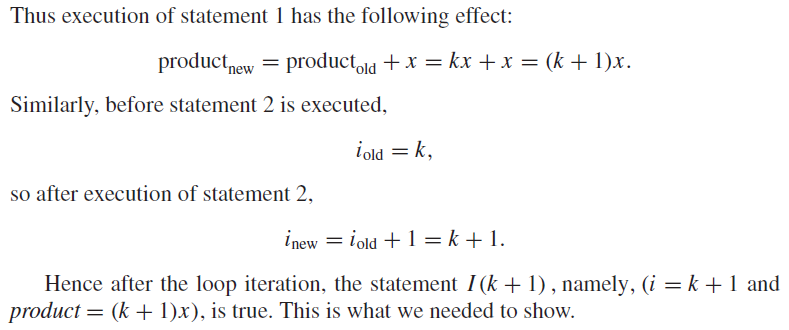 Thus execution of statement 1 has the following effect:
product_new = product_old + x = kx + x = (k + 1)x.
Similarly, before statement 2 is executed,
i_old = k,
so after execution of statement 2,
i_new = i_old + 1 = k + 1.
Hence after the loop iteration, the statement I(k + 1), namely, (i = k + 1 and
product = (k + 1)x), is true. This is what we needed to show.